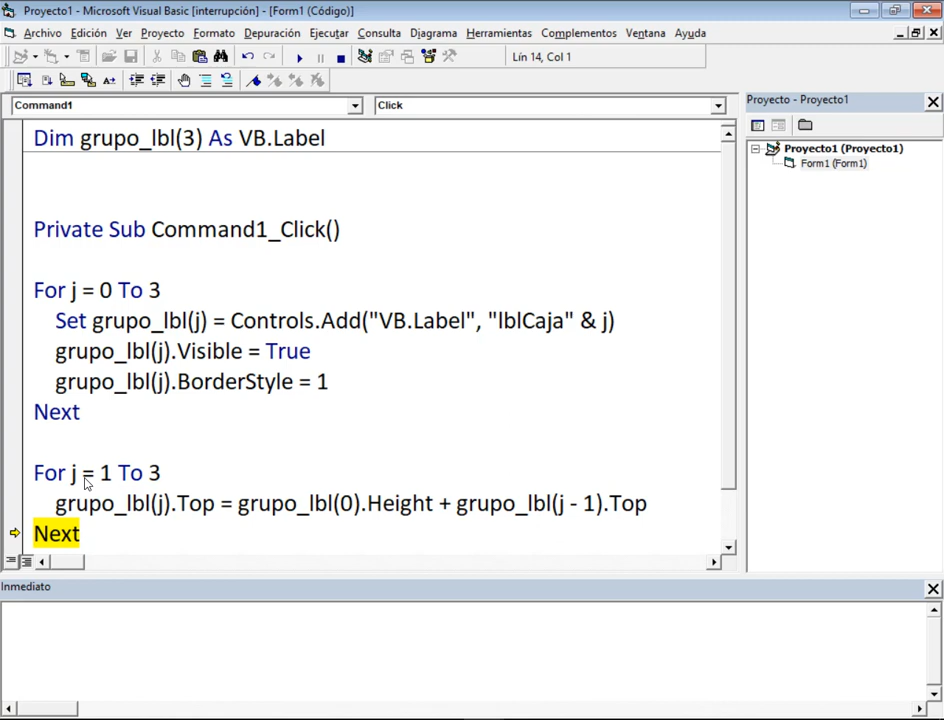 Proyecto1 - Microsoft Visual Basic [interrupción] - [Form1 (Código)]
Archivo Edición Ver Proyecto Formato Depuración Ejecutar Consulta Diagrama Herramientas Complementos Ventana Ayuda
Lín 14, Col 1
Command1 Click
Proyecto - Proyecto1
Proyecto1 (Proyecto1)
Form1 (Form1)
Dim grupo_lbl(3) As VB.Label
Private Sub Command1_Click()
For j = 0 To 3
Set grupo_lbl(j) = Controls.Add("VB.Label", "lblCaja" & j)
grupo_lbl(j).Visible = True
grupo_lbl(j).BorderStyle = 1
Next
For j = 1 To 3
grupo_lbl(j).Top = grupo_lbl(0).Height + grupo_lbl(j - 1).Top
Next
Inmediato